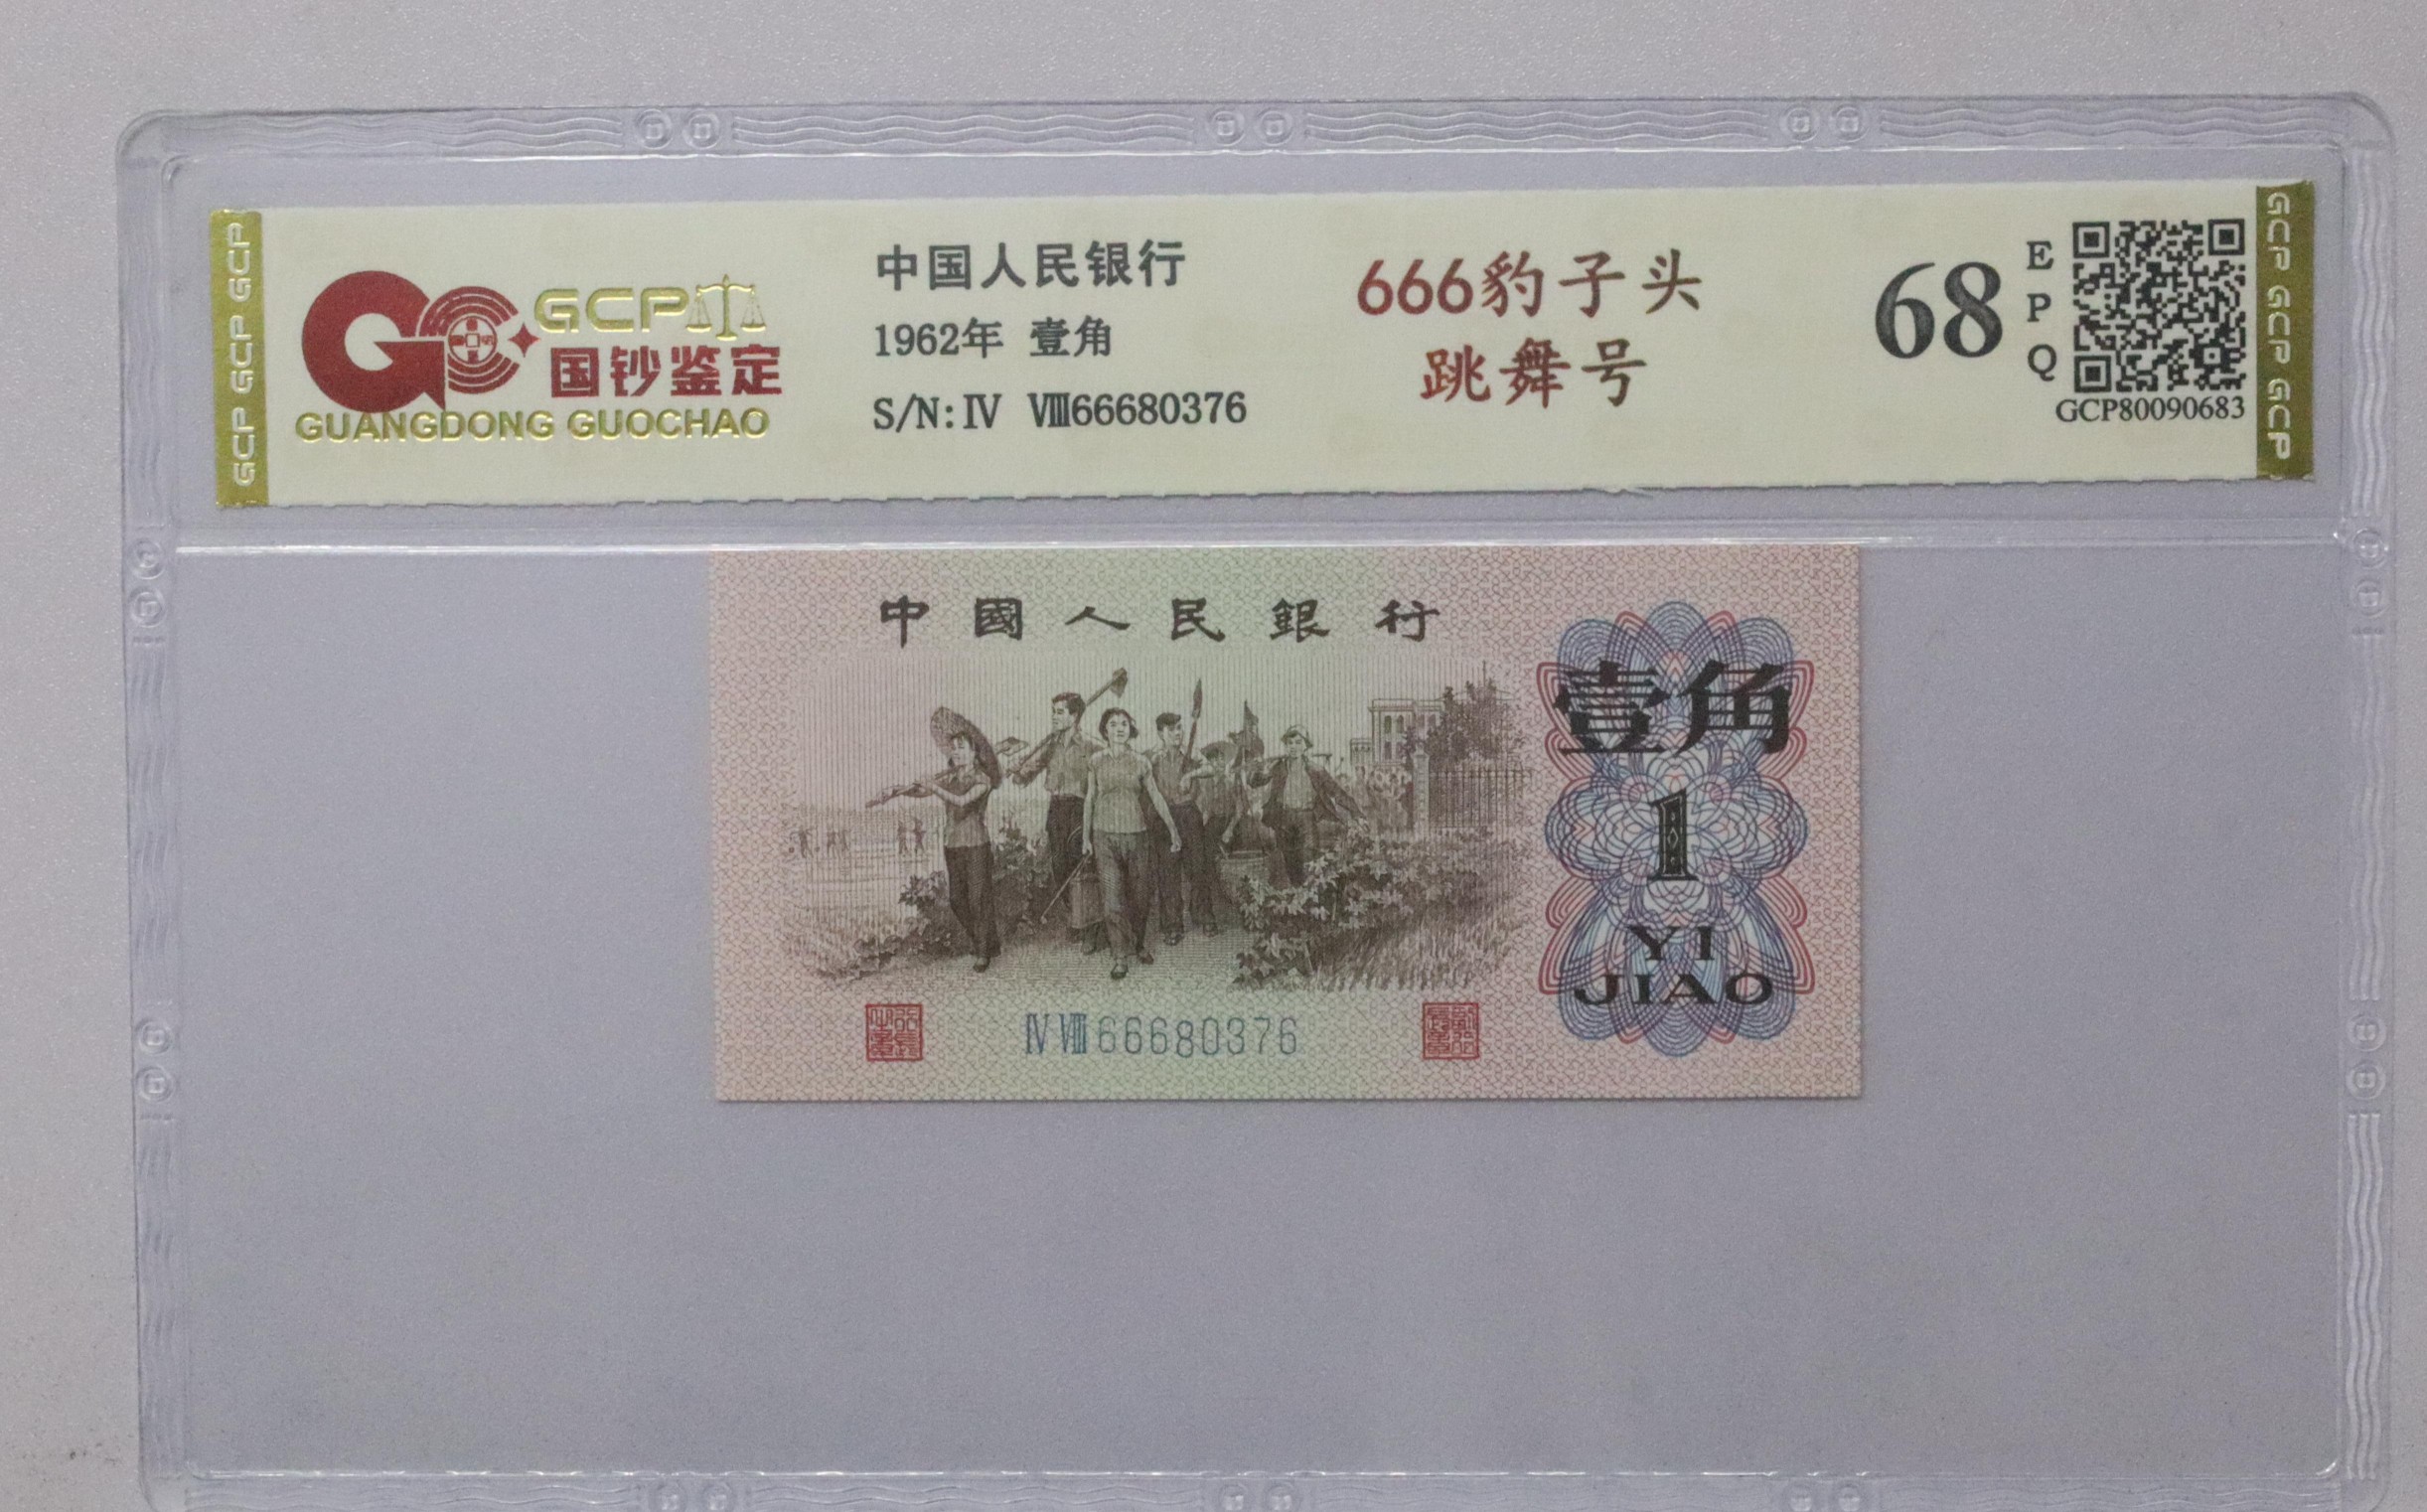 GCP GCP GCP
GCP
国钞鉴定
GUANGDONG GUOCHAO
中国人民银行
1962年 壹角
S/N: Ⅳ Ⅷ66680376
666豹子头
跳舞号
68
E
P
Q
GCP80090683
GCP GCP GCP
中國人民銀行
壹角
1
YI
JIAO
Ⅳ Ⅷ 66680376